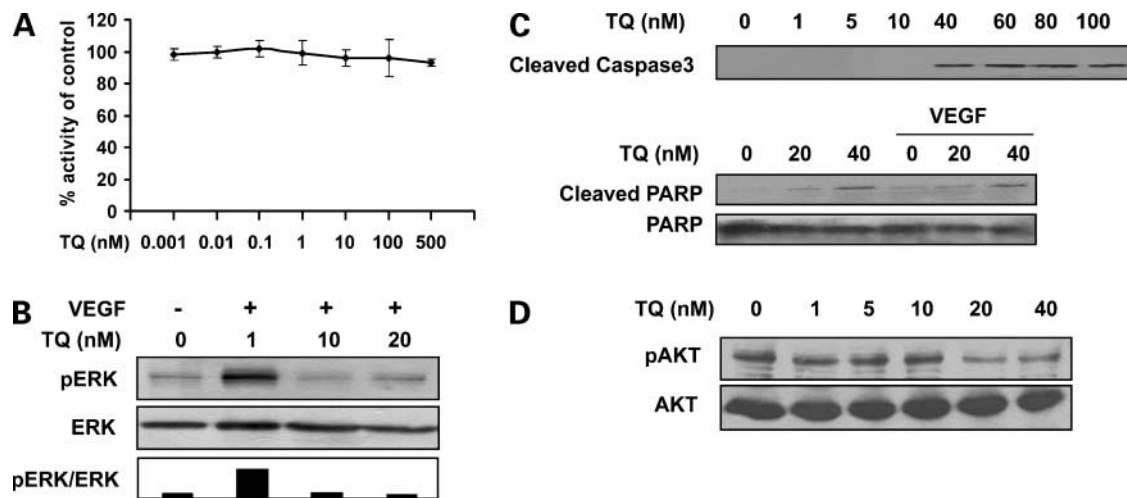 A
% activity of control
120
100
80
60
40
20
0
TQ (nM) 0.001 0.01 0.1 1 10 100 500
B
VEGF - + + +
TQ (nM) 0 1 10 20
pERK
ERK
pERK/ERK
C
TQ (nM) 0 1 5 10 40 60 80 100
Cleaved Caspase3
VEGF
TQ (nM) 0 20 40 0 20 40
Cleaved PARP
PARP
D
TQ (nM) 0 1 5 10 20 40
pAKT
AKT